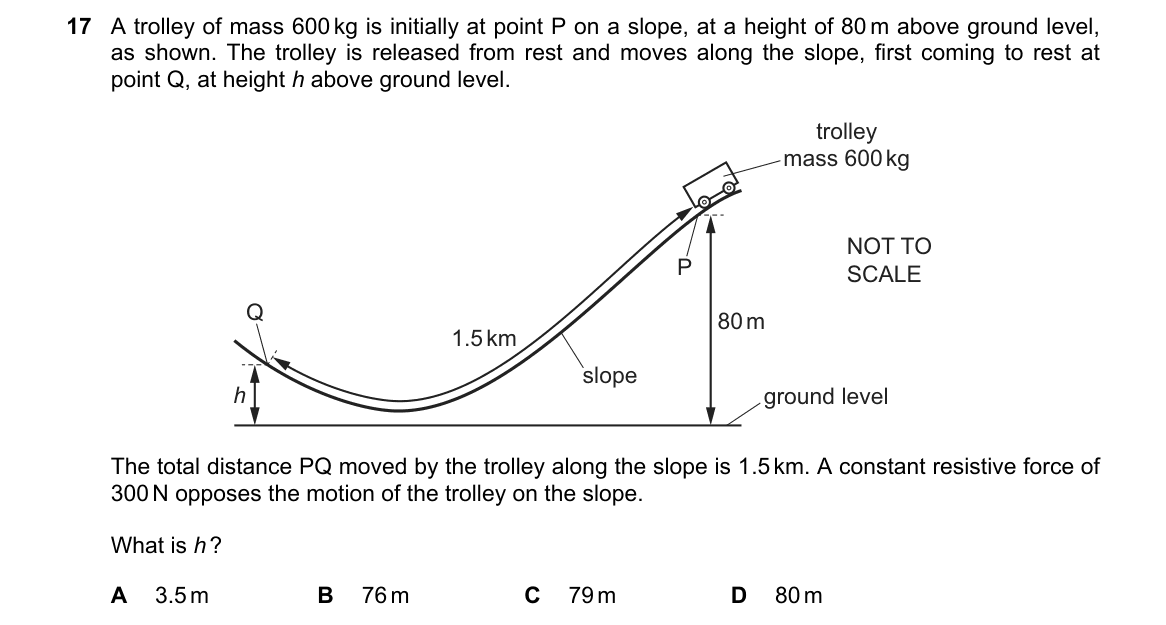 17 A trolley of mass 600 kg is initially at point P on a slope, at a height of 80 m above ground level,
as shown. The trolley is released from rest and moves along the slope, first coming to rest at
point Q, at height h above ground level.
trolley
mass 600 kg
NOT TO
SCALE
P
Q
80 m
1.5 km
slope
h
ground level
The total distance PQ moved by the trolley along the slope is 1.5 km. A constant resistive force of
300 N opposes the motion of the trolley on the slope.
What is h?
A 3.5 m B 76 m C 79 m D 80 m